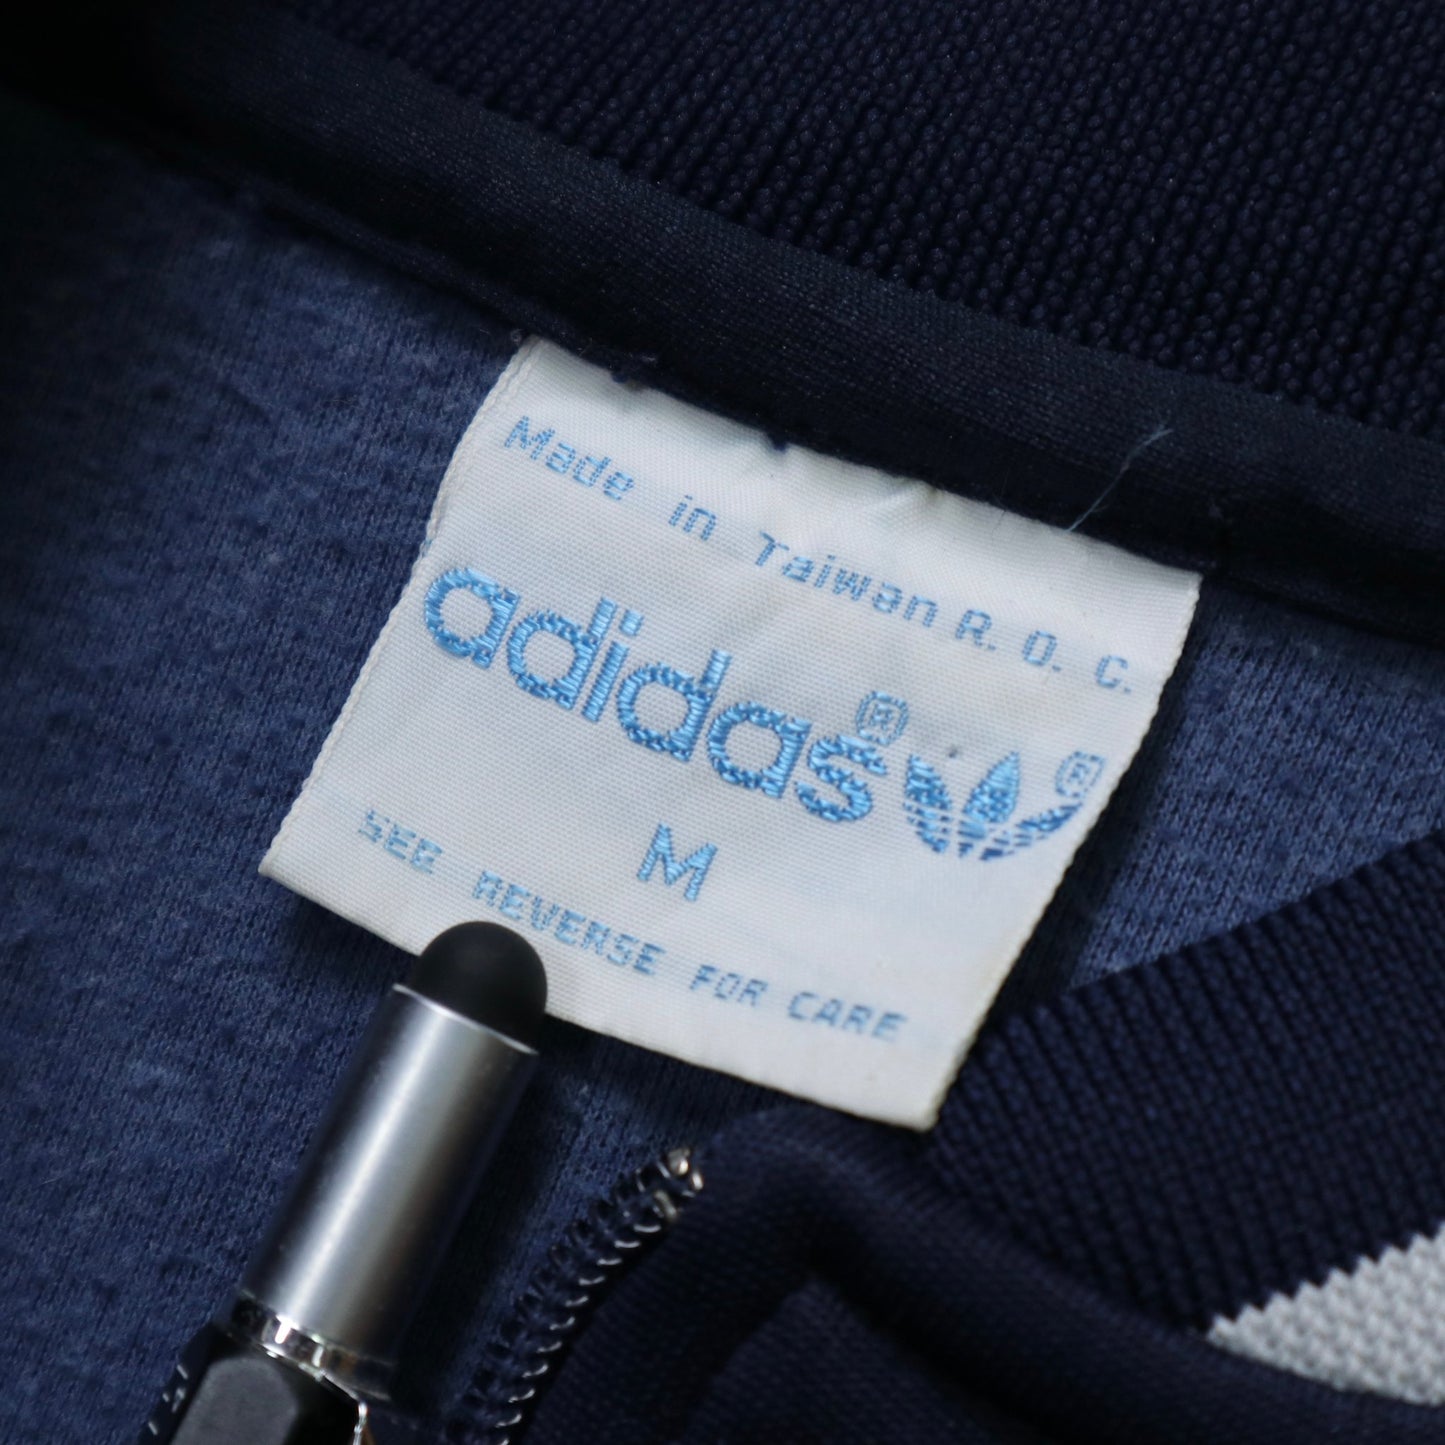 Made in Taiwan R. O. C.
adidas®
®
M
SEE REVERSE FOR CARE